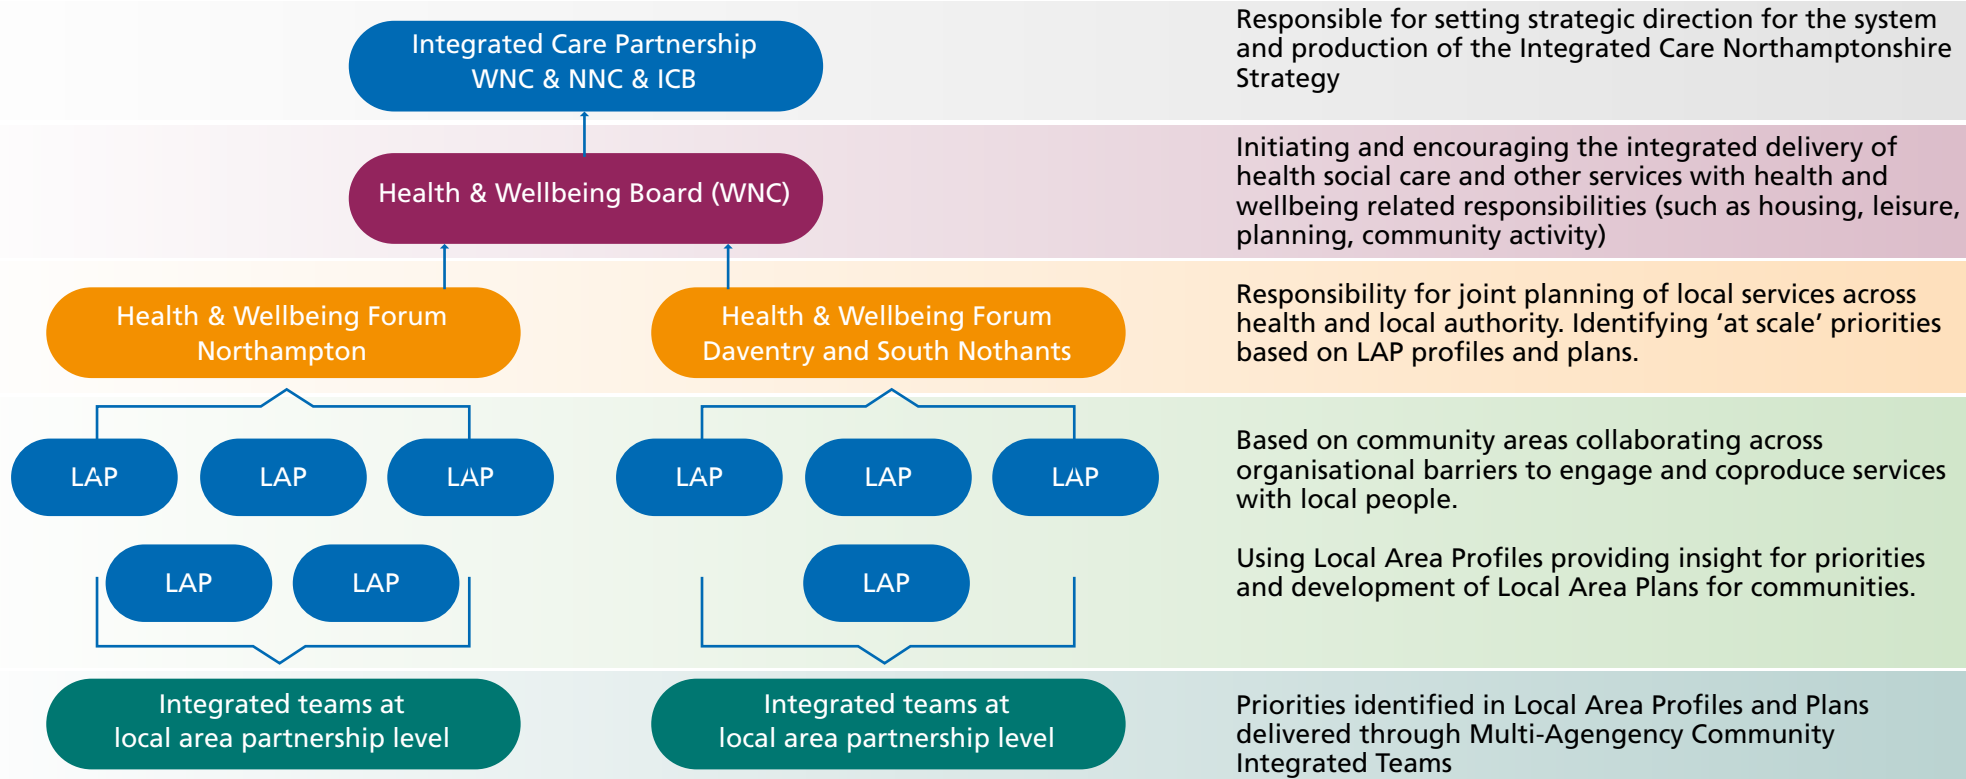 Integrated Care Partnership
WNC & NNC & ICB
Responsible for setting strategic direction for the system
and production of the Integrated Care Northamptonshire
Strategy
Health & Wellbeing Board (WNC)
Initiating and encouraging the integrated delivery of
health social care and other services with health and
wellbeing related responsibilities (such as housing, leisure,
planning, community activity)
Health & Wellbeing Forum
Northampton
Health & Wellbeing Forum
Daventry and South Nothants
Responsibility for joint planning of local services across
health and local authority. Identifying ‘at scale’ priorities
based on LAP profiles and plans.
LAP
LAP
LAP
LAP
LAP
LAP
LAP
LAP
LAP
Based on community areas collaborating across
organisational barriers to engage and coproduce services
with local people.
Using Local Area Profiles providing insight for priorities
and development of Local Area Plans for communities.
Integrated teams at
local area partnership level
Integrated teams at
local area partnership level
Priorities identified in Local Area Profiles and Plans
delivered through Multi-Agengency Community
Integrated Teams